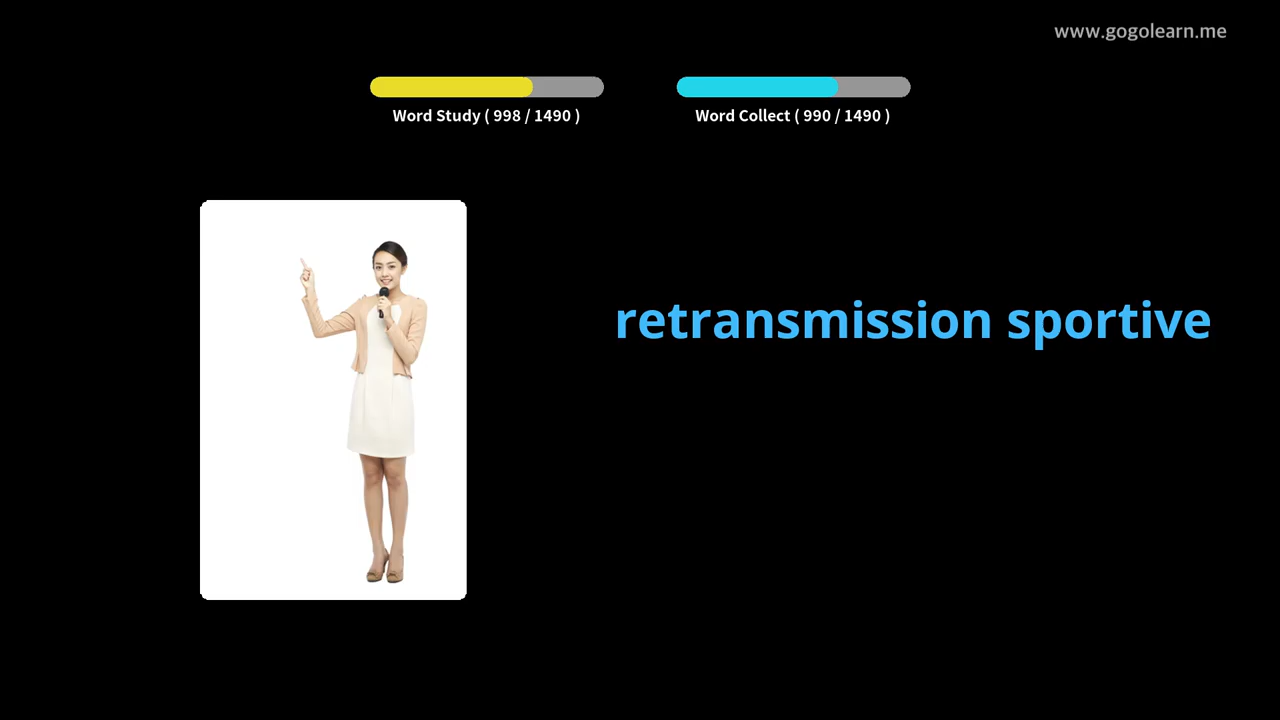 www.gogolearn.me
Word Study ( 998 / 1490 )
Word Collect ( 990 / 1490 )
retransmission sportive